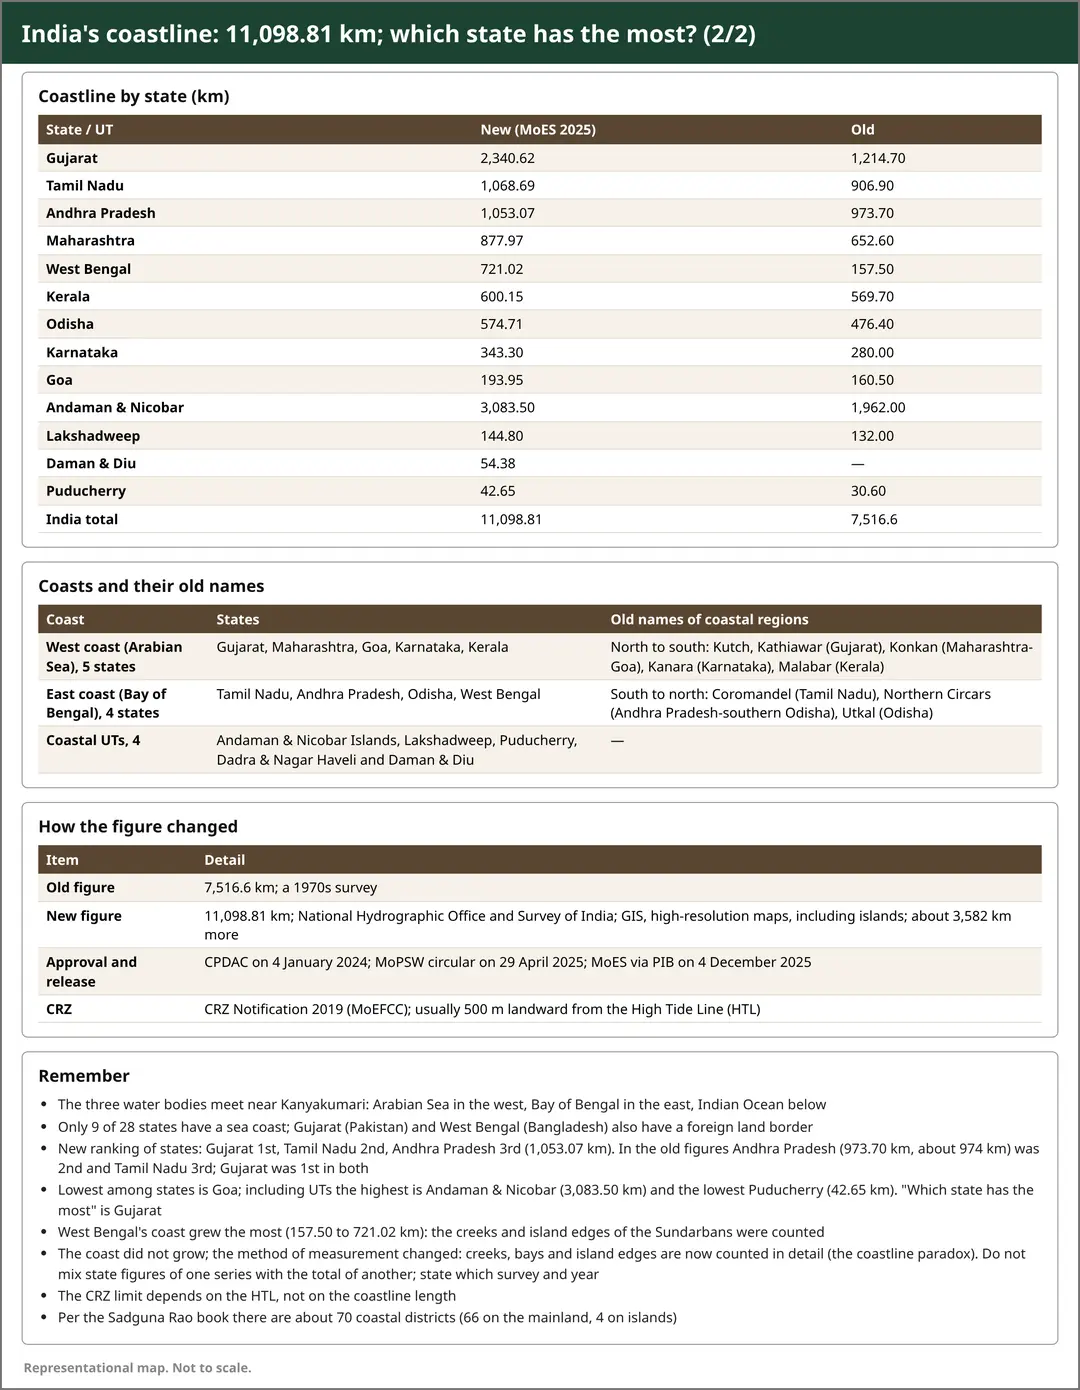 India's coastline: 11,098.81 km; which state has the most? (2/2)
Coastline by state (km)
State / UT New (MoES 2025) Old
Gujarat 2,340.62 1,214.70
Tamil Nadu 1,068.69 906.90
Andhra Pradesh 1,053.07 973.70
Maharashtra 877.97 652.60
West Bengal 721.02 157.50
Kerala 600.15 569.70
Odisha 574.71 476.40
Karnataka 343.30 280.00
Goa 193.95 160.50
Andaman & Nicobar 3,083.50 1,962.00
Lakshadweep 144.80 132.00
Daman & Diu 54.38 —
Puducherry 42.65 30.60
India total 11,098.81 7,516.6
Coasts and their old names
Coast States Old names of coastal regions
West coast (Arabian Gujarat, Maharashtra, Goa, Karnataka, Kerala North to south: Kutch, Kathiawar (Gujarat), Konkan (Maharashtra-
Sea), 5 states Goa), Kanara (Karnataka), Malabar (Kerala)
East coast (Bay of Tamil Nadu, Andhra Pradesh, Odisha, West Bengal South to north: Coromandel (Tamil Nadu), Northern Circars
Bengal), 4 states (Andhra Pradesh-southern Odisha), Utkal (Odisha)
Coastal UTs, 4 Andaman & Nicobar Islands, Lakshadweep, Puducherry, —
Dadra & Nagar Haveli and Daman & Diu
How the figure changed
Item Detail
Old figure 7,516.6 km; a 1970s survey
New figure 11,098.81 km; National Hydrographic Office and Survey of India; GIS, high-resolution maps, including islands; about 3,582 km
more
Approval and CPDAC on 4 January 2024; MoPSW circular on 29 April 2025; MoES via PIB on 4 December 2025
release
CRZ CRZ Notification 2019 (MoEFCC); usually 500 m landward from the High Tide Line (HTL)
Remember
• The three water bodies meet near Kanyakumari: Arabian Sea in the west, Bay of Bengal in the east, Indian Ocean below
• Only 9 of 28 states have a sea coast; Gujarat (Pakistan) and West Bengal (Bangladesh) also have a foreign land border
• New ranking of states: Gujarat 1st, Tamil Nadu 2nd, Andhra Pradesh 3rd (1,053.07 km). In the old figures Andhra Pradesh (973.70 km, about 974 km) was
2nd and Tamil Nadu 3rd; Gujarat was 1st in both
• Lowest among states is Goa; including UTs the highest is Andaman & Nicobar (3,083.50 km) and the lowest Puducherry (42.65 km). "Which state has the
most" is Gujarat
• West Bengal's coast grew the most (157.50 to 721.02 km): the creeks and island edges of the Sundarbans were counted
• The coast did not grow; the method of measurement changed: creeks, bays and island edges are now counted in detail (the coastline paradox). Do not
mix state figures of one series with the total of another; state which survey and year
• The CRZ limit depends on the HTL, not on the coastline length
• Per the Sadguna Rao book there are about 70 coastal districts (66 on the mainland, 4 on islands)
Representational map. Not to scale.